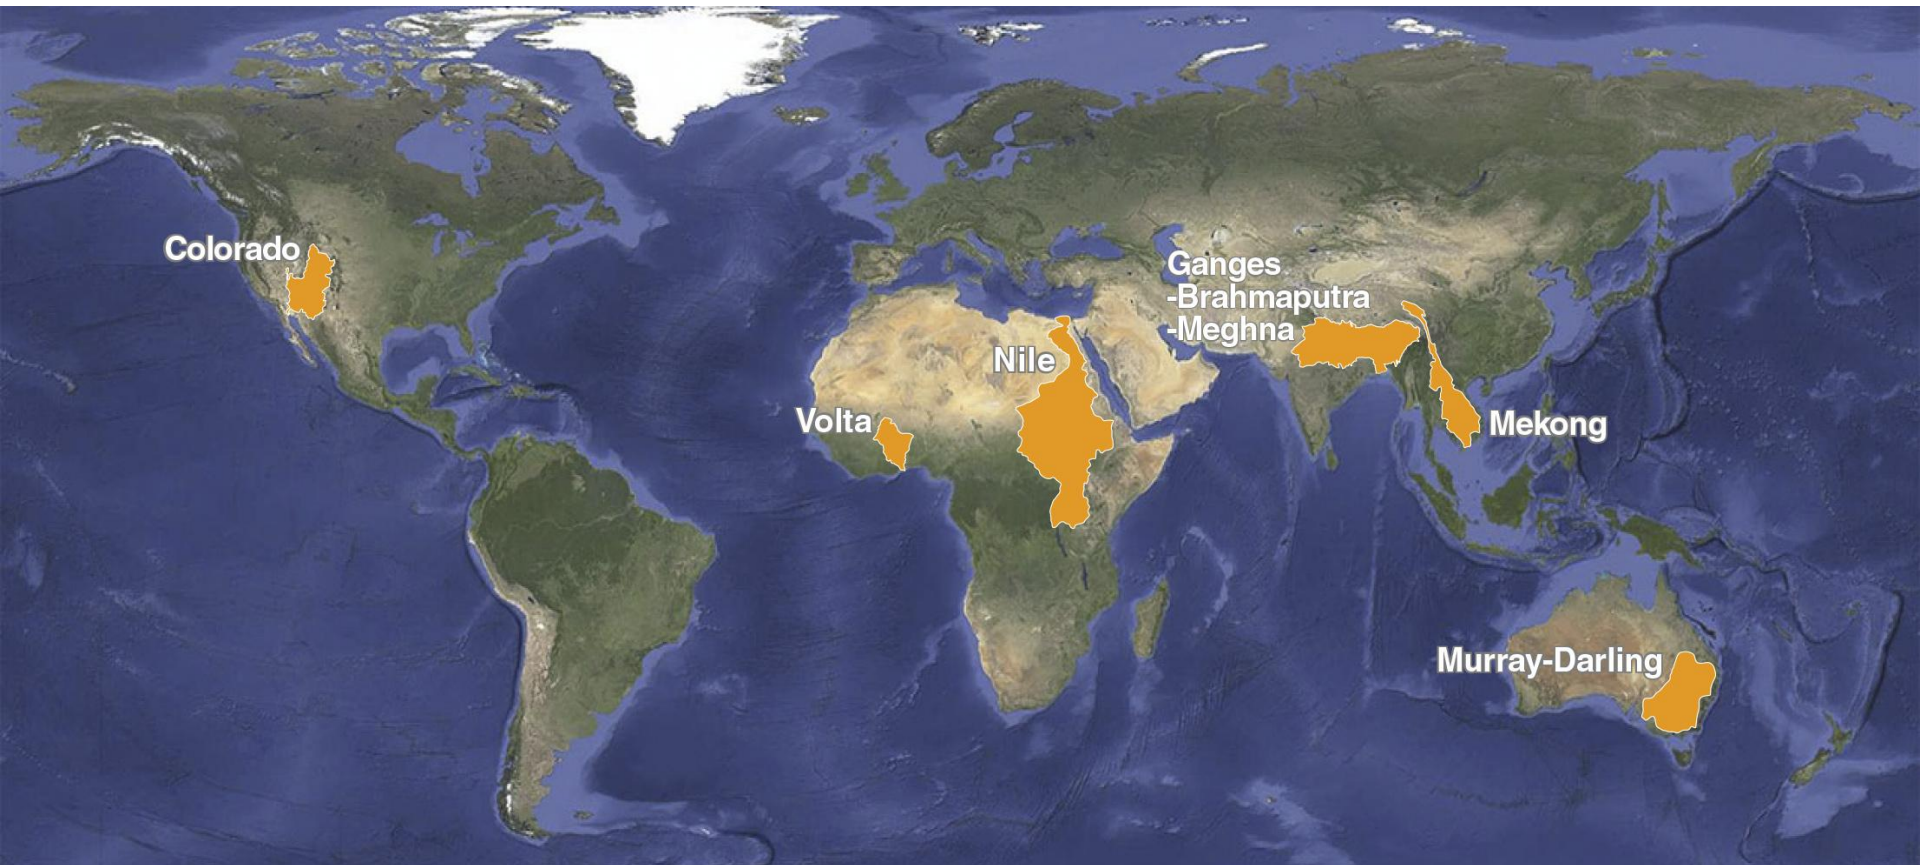 Colorado
Ganges
-Brahmaputra
-Meghna
Nile
Volta
Mekong
Murray-Darling